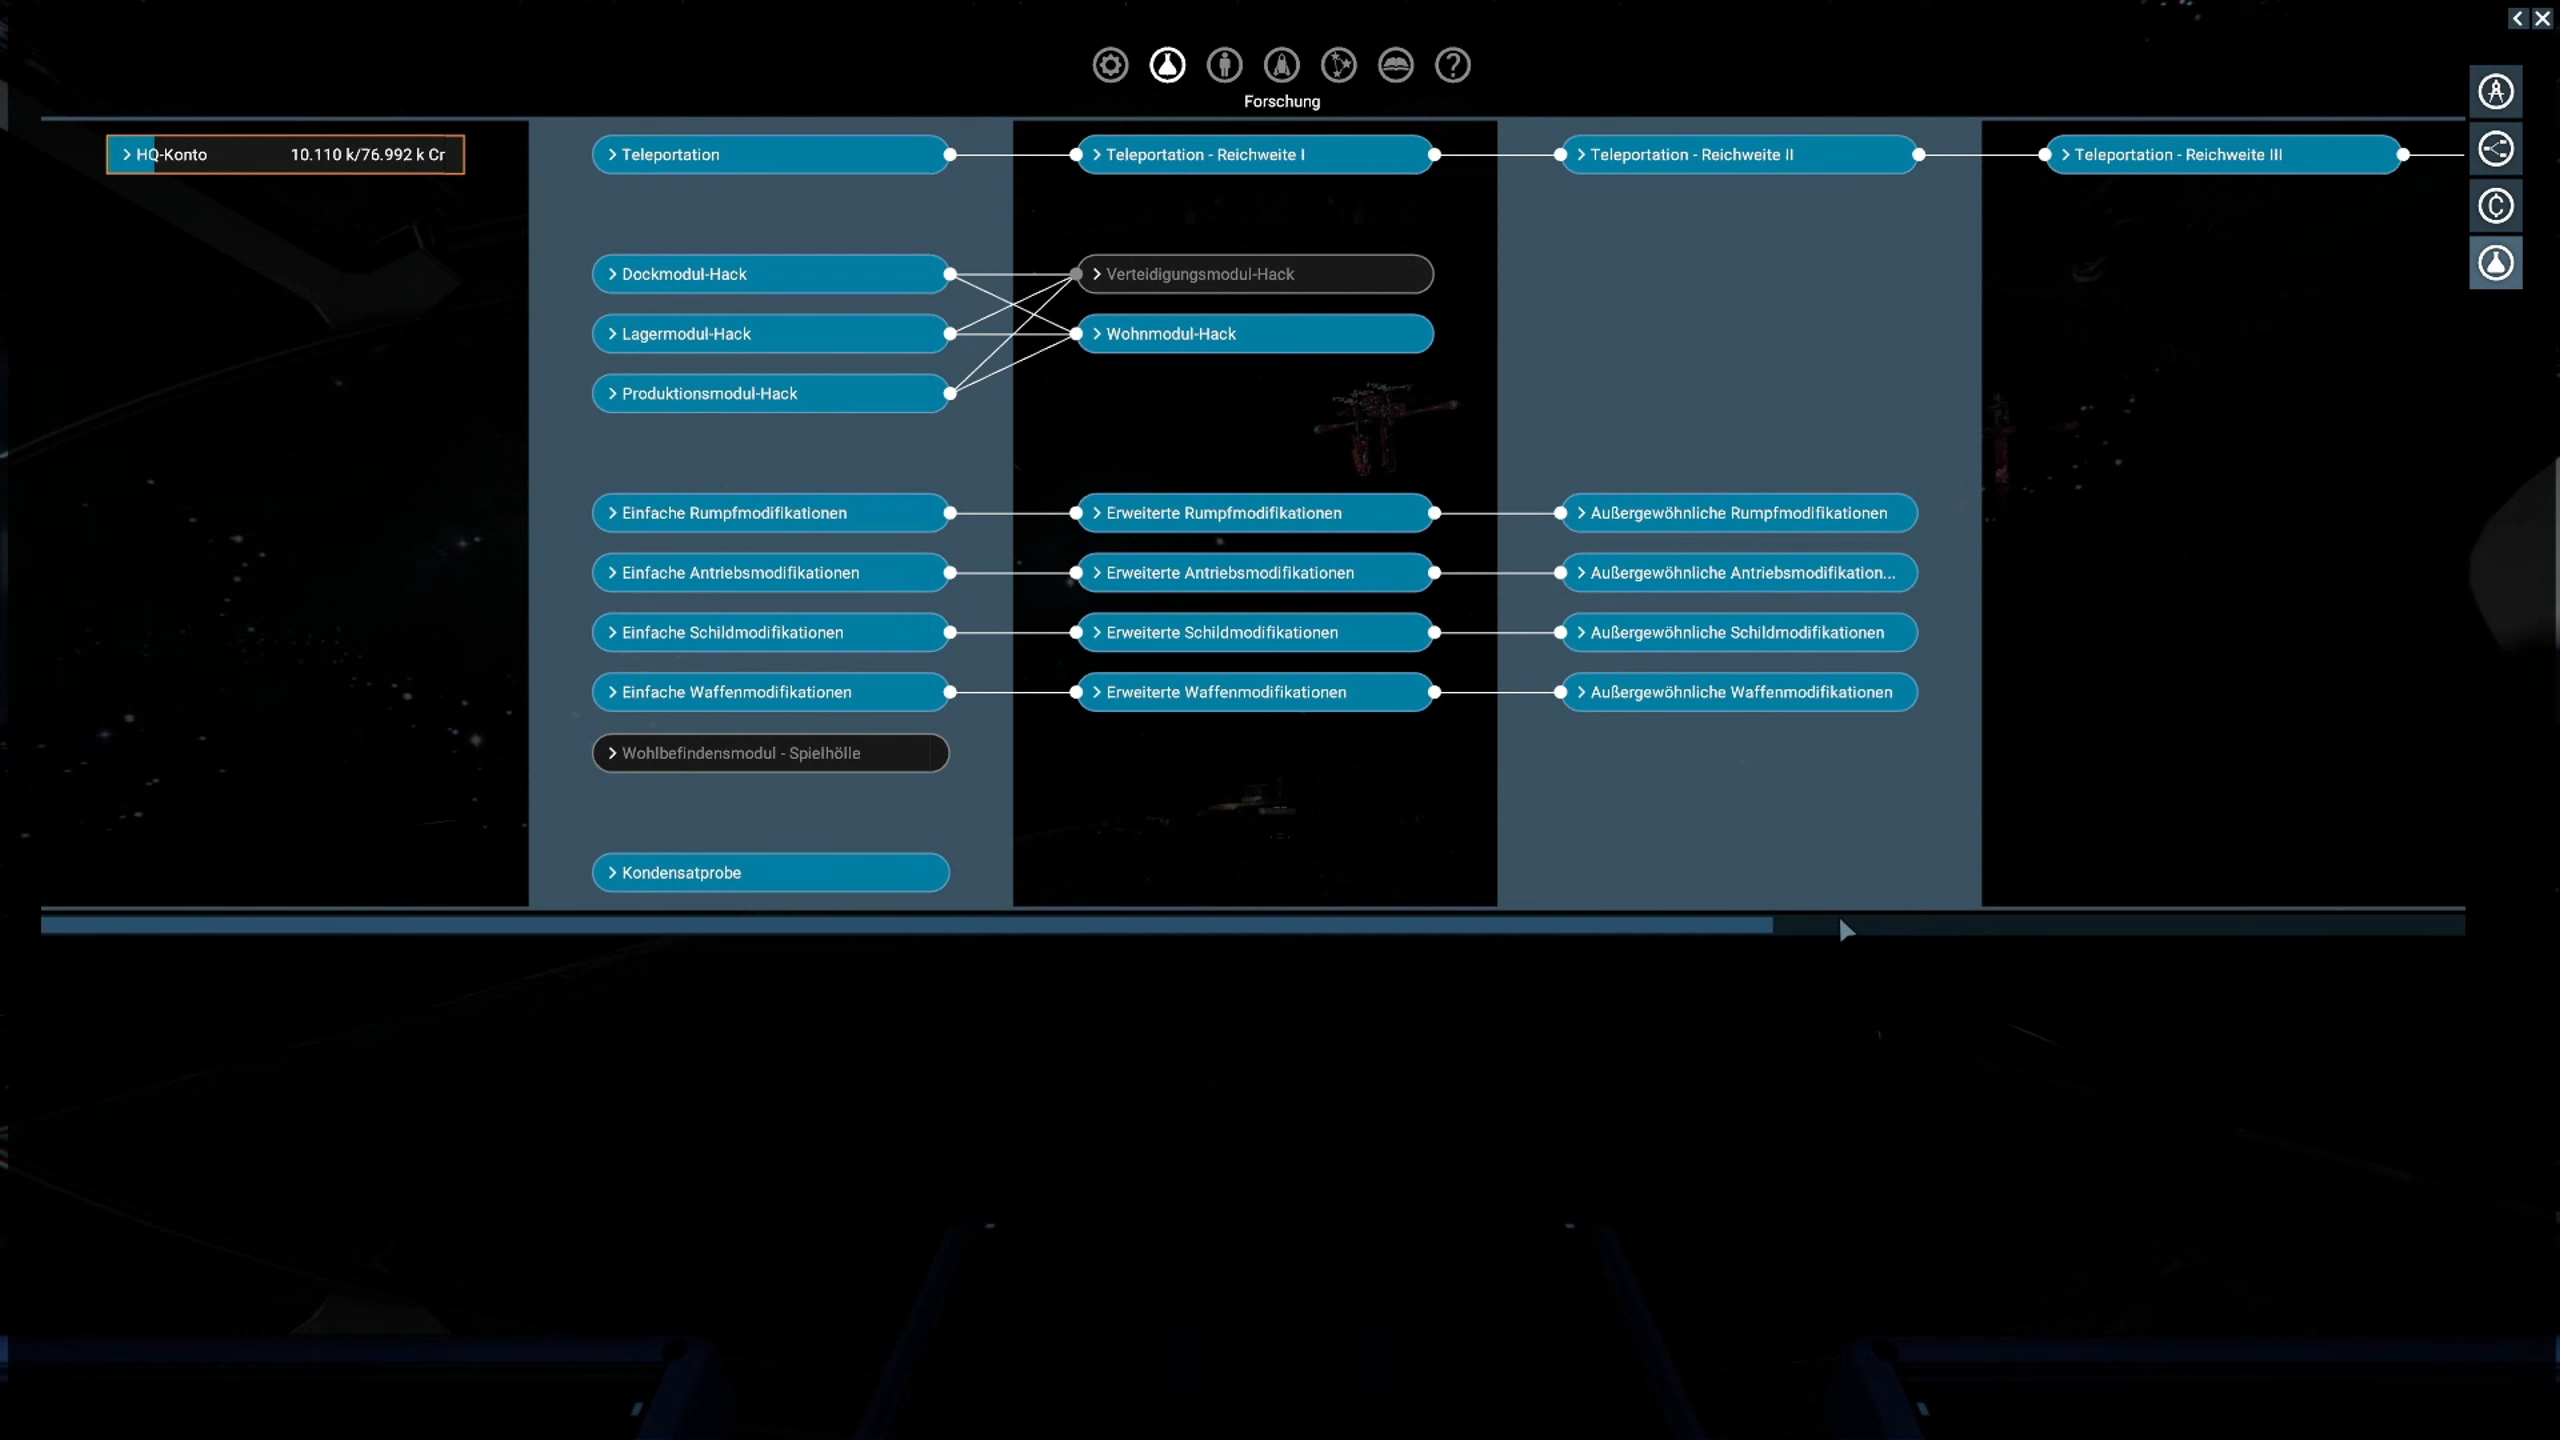 Forschung
HQ-Konto 10.110 k/76.992 k Cr
Teleportation
Teleportation - Reichweite I
Teleportation - Reichweite II
Teleportation - Reichweite III
Dockmodul-Hack
Verteidigungsmodul-Hack
Lagermodul-Hack
Wohnmodul-Hack
Produktionsmodul-Hack
Einfache Rumpfmodifikationen
Erweiterte Rumpfmodifikationen
Außergewöhnliche Rumpfmodifikationen
Einfache Antriebsmodifikationen
Erweiterte Antriebsmodifikationen
Außergewöhnliche Antriebsmodifikation...
Einfache Schildmodifikationen
Erweiterte Schildmodifikationen
Außergewöhnliche Schildmodifikationen
Einfache Waffenmodifikationen
Erweiterte Waffenmodifikationen
Außergewöhnliche Waffenmodifikationen
Wohlbefindensmodul - Spielhölle
Kondensatprobe